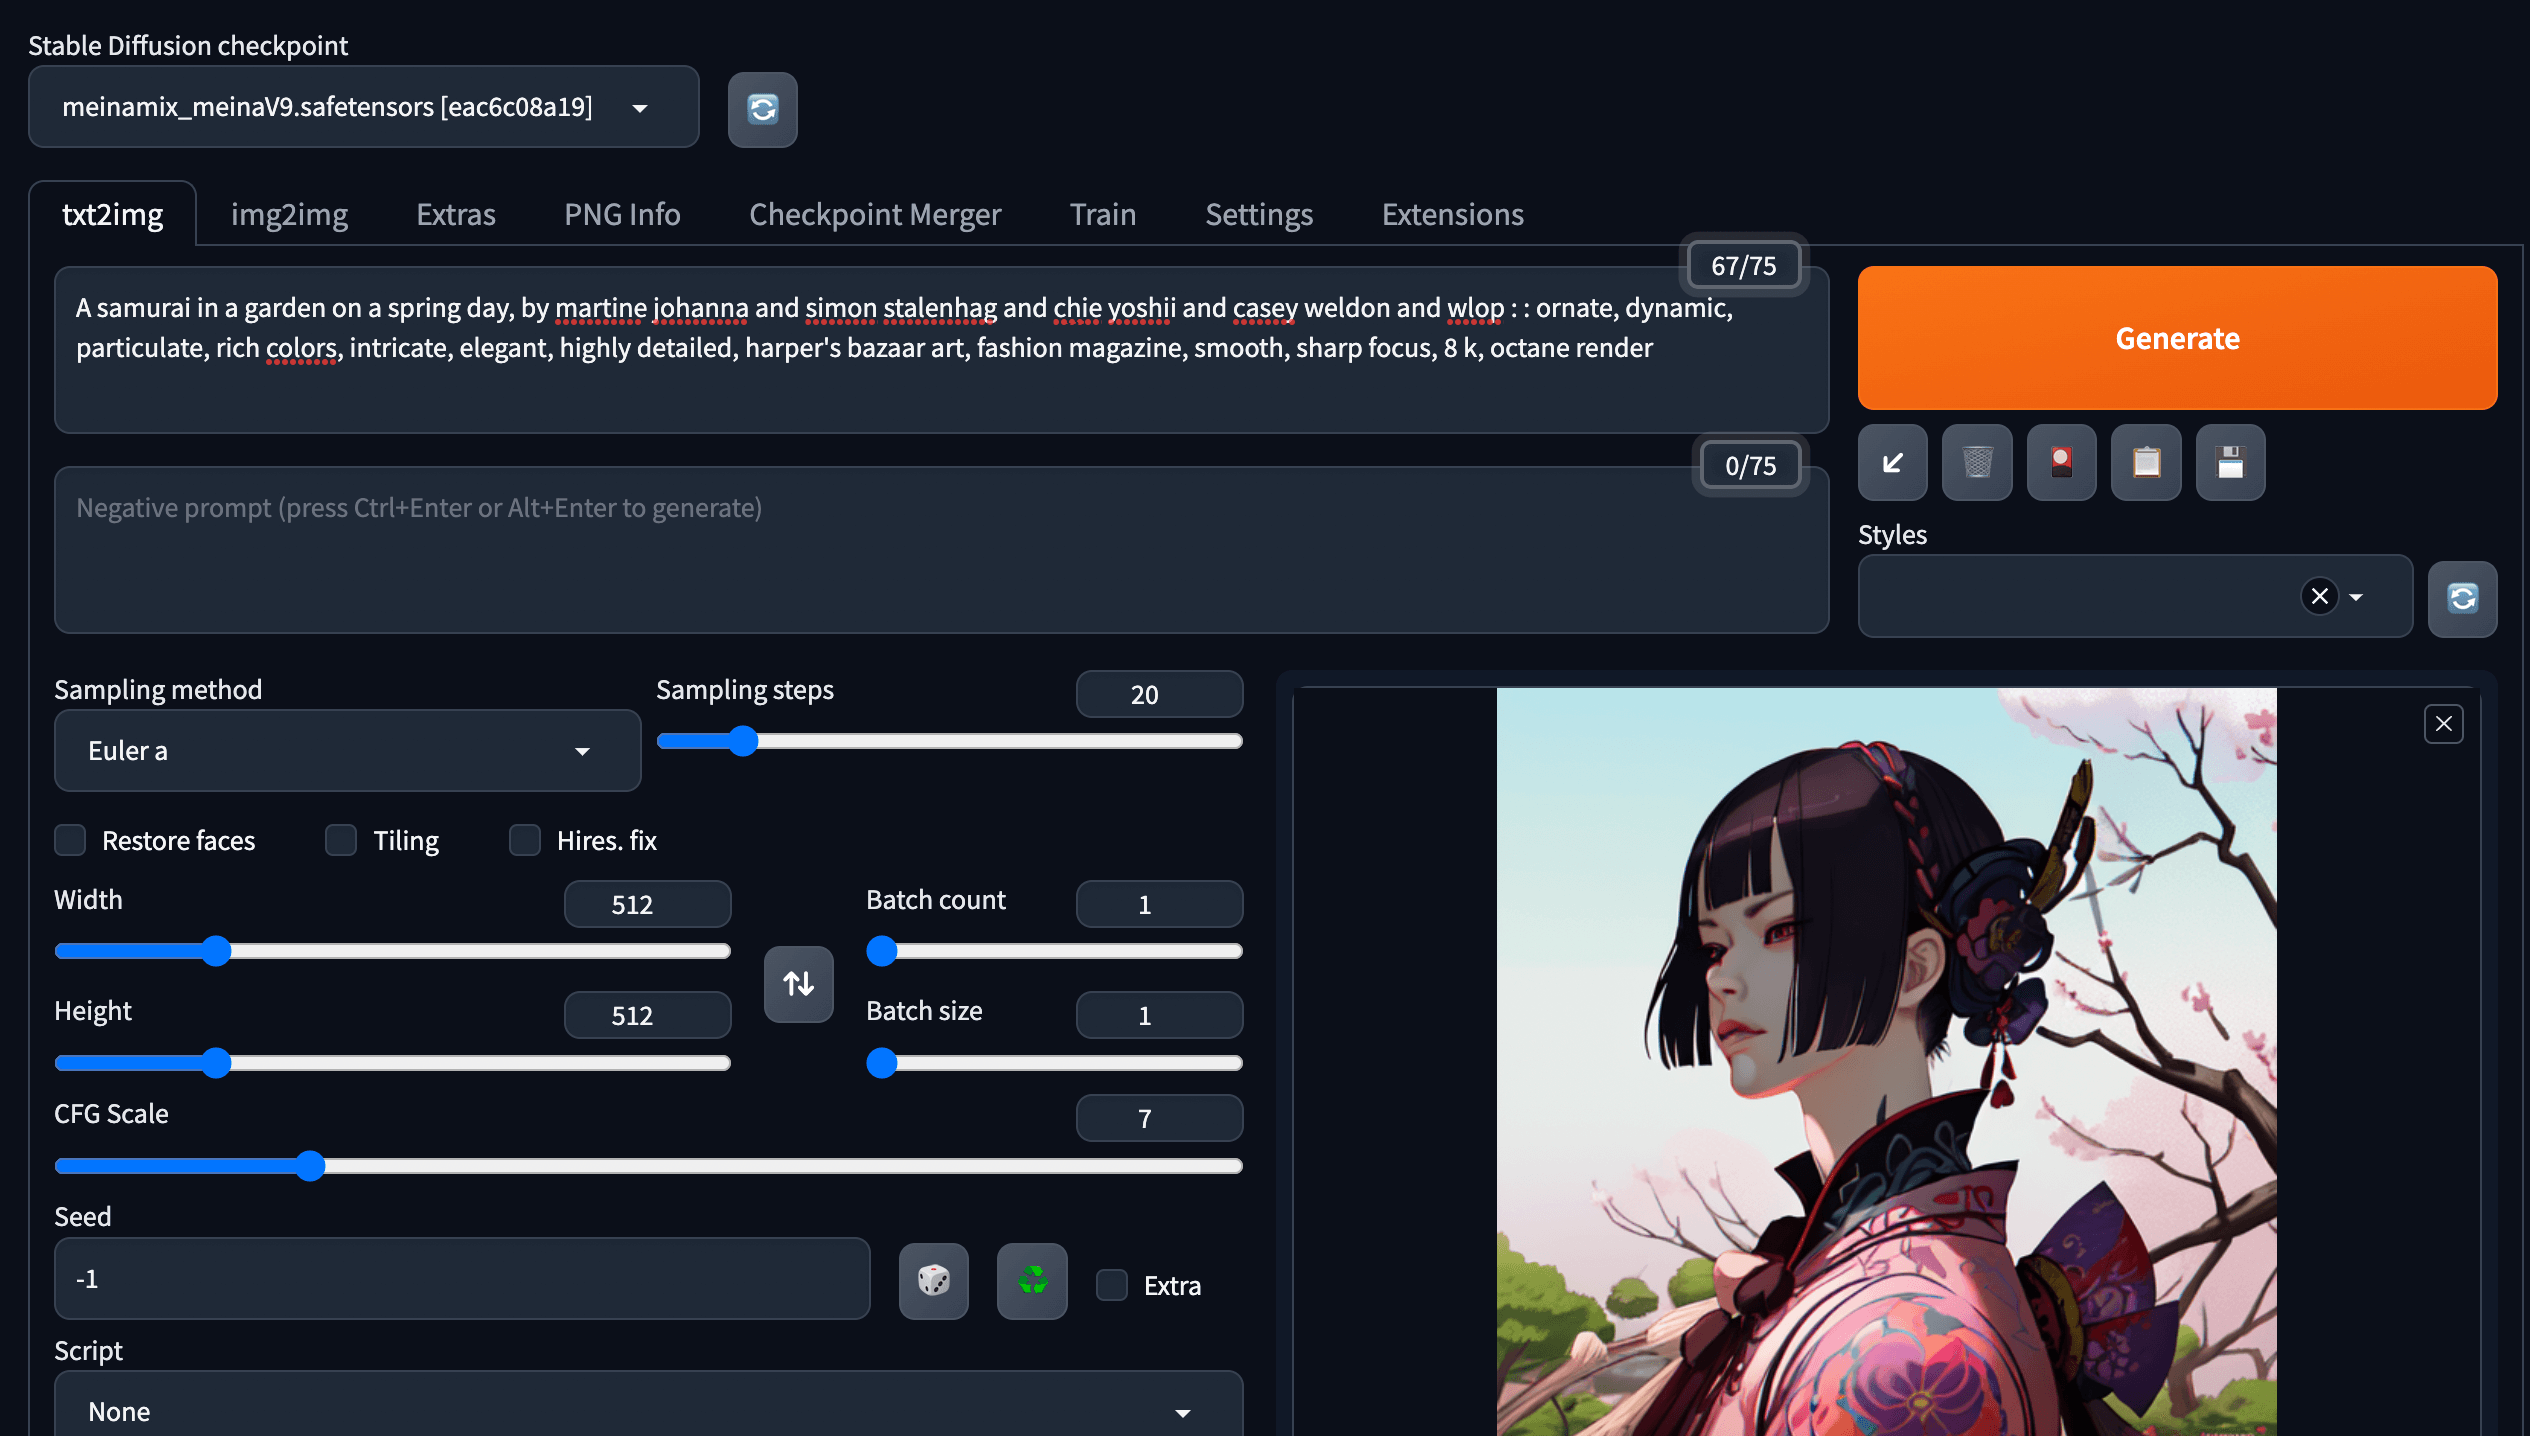 Stable Diffusion checkpoint
meinamix_meinaV9.safetensors [eac6c08a19]
txt2img img2img Extras PNG Info Checkpoint Merger Train Settings Extensions
67/75
A samurai in a garden on a spring day, by martine johanna and simon stalenhag and chie yoshii and casey weldon and wlop : : ornate, dynamic,
particulate, rich colors, intricate, elegant, highly detailed, harper's bazaar art, fashion magazine, smooth, sharp focus, 8 k, octane render
Generate
0/75
Negative prompt (press Ctrl+Enter or Alt+Enter to generate)
Styles
Sampling method
Euler a
Sampling steps 20
Restore faces Tiling Hires. fix
Width 512
Batch count 1
Height 512
Batch size 1
CFG Scale 7
Seed
-1
Extra
Script
None